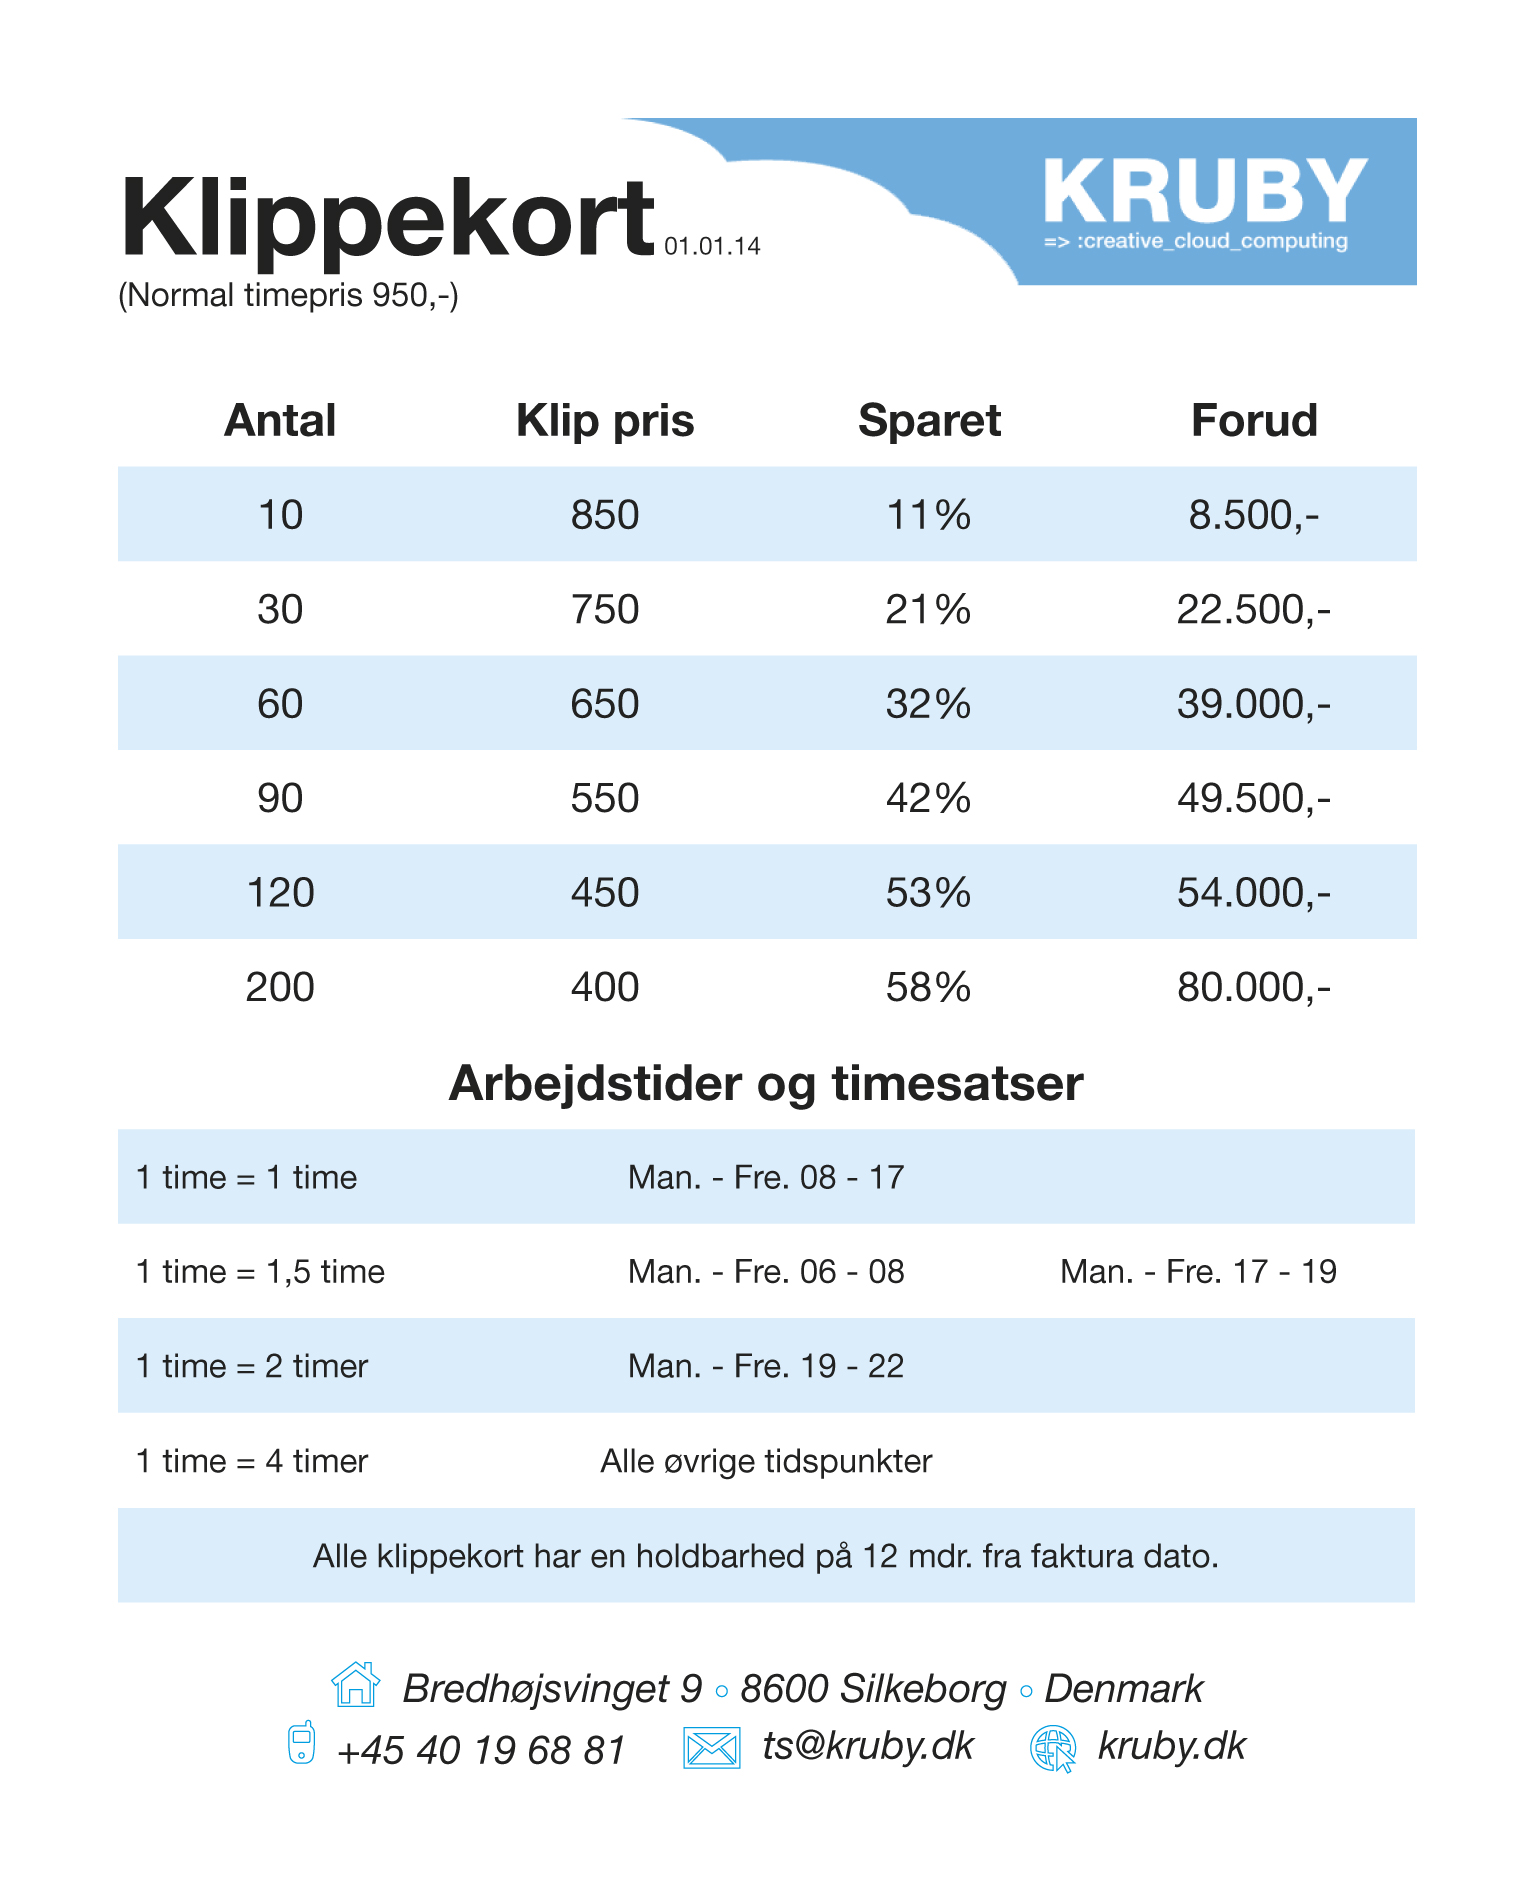 KRUBY
=> :creative_cloud_computing
Klippekort 01.01.14
(Normal timepris 950,-)
Antal Klip pris Sparet Forud
10 850 11% 8.500,-
30 750 21% 22.500,-
60 650 32% 39.000,-
90 550 42% 49.500,-
120 450 53% 54.000,-
200 400 58% 80.000,-
Arbejdstider og timesatser
1 time = 1 time Man. - Fre. 08 - 17
1 time = 1,5 time Man. - Fre. 06 - 08 Man. - Fre. 17 - 19
1 time = 2 timer Man. - Fre. 19 - 22
1 time = 4 timer Alle øvrige tidspunkter
Alle klippekort har en holdbarhed på 12 mdr. fra faktura dato.
Bredhøjsvinget 9 ◦ 8600 Silkeborg ◦ Denmark
+45 40 19 68 81 ts@kruby.dk kruby.dk